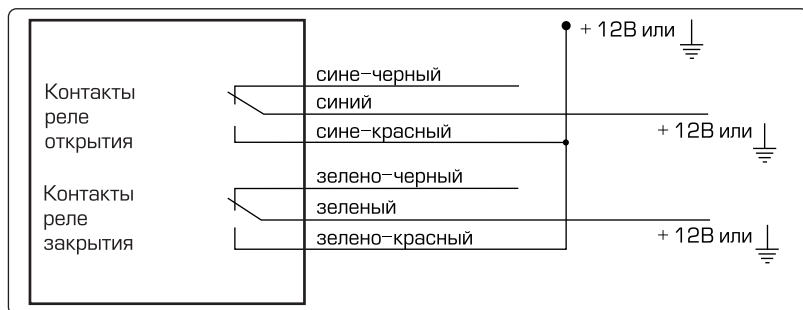 + 12В или
сине-черный
Контакты
реле
открытия
синий
сине-красный
+ 12В или
зелено-черный
Контакты
реле
закрытия
зеленый
зелено-красный
+ 12В или